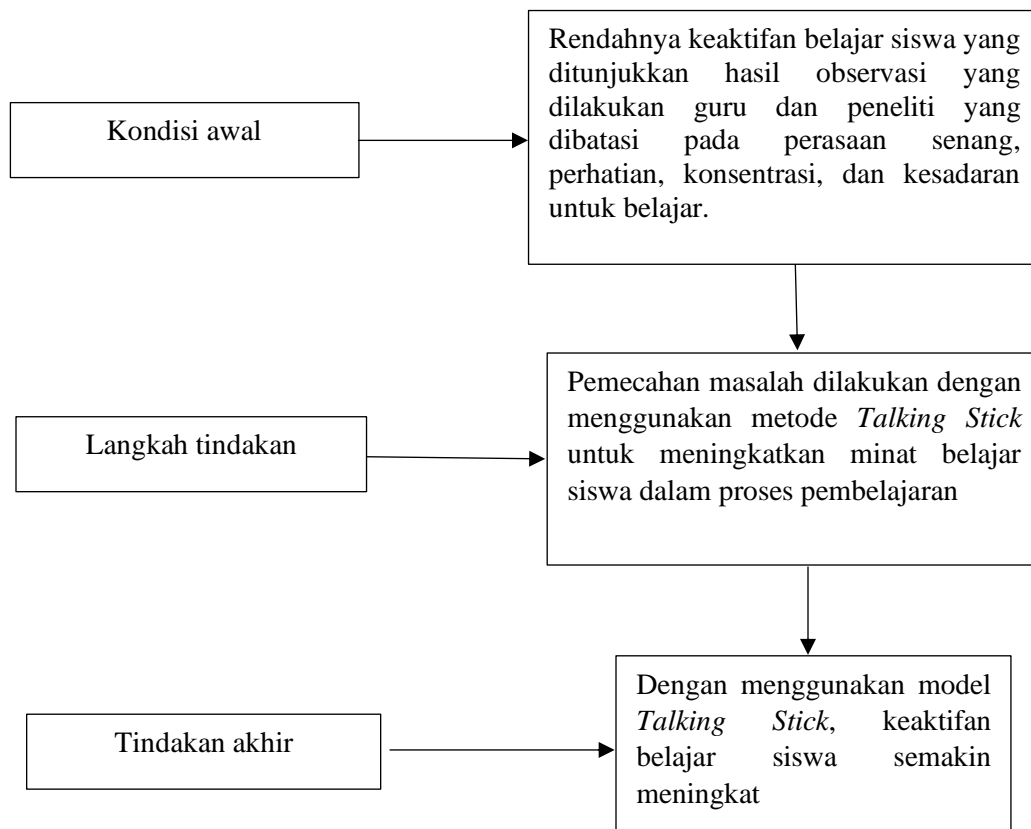 Kondisi awal
Rendahnya keaktifan belajar siswa yang
ditunjukkan hasil observasi yang
dilakukan guru dan peneliti yang
dibatasi pada perasaan senang,
perhatian, konsentrasi, dan kesadaran
untuk belajar.
Langkah tindakan
Pemecahan masalah dilakukan dengan
menggunakan metode Talking Stick
untuk meningkatkan minat belajar
siswa dalam proses pembelajaran
Tindakan akhir
Dengan menggunakan model
Talking Stick, keaktifan
belajar siswa semakin
meningkat